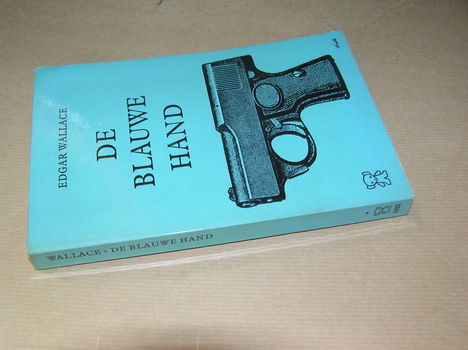 EDGAR WALLACE
DE
BLAUWE
HAND
WALLACE • DE BLAUWE HAND